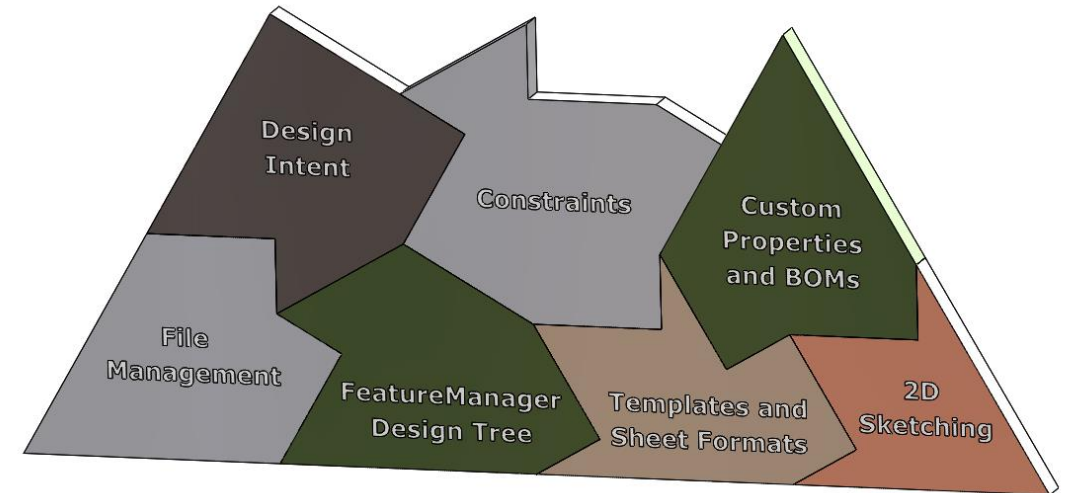 Design
Intent
Constraints
Custom
Properties
and BOMs
File
Management
FeatureManager
Design Tree
Templates and
Sheet Formats
2D
Sketching